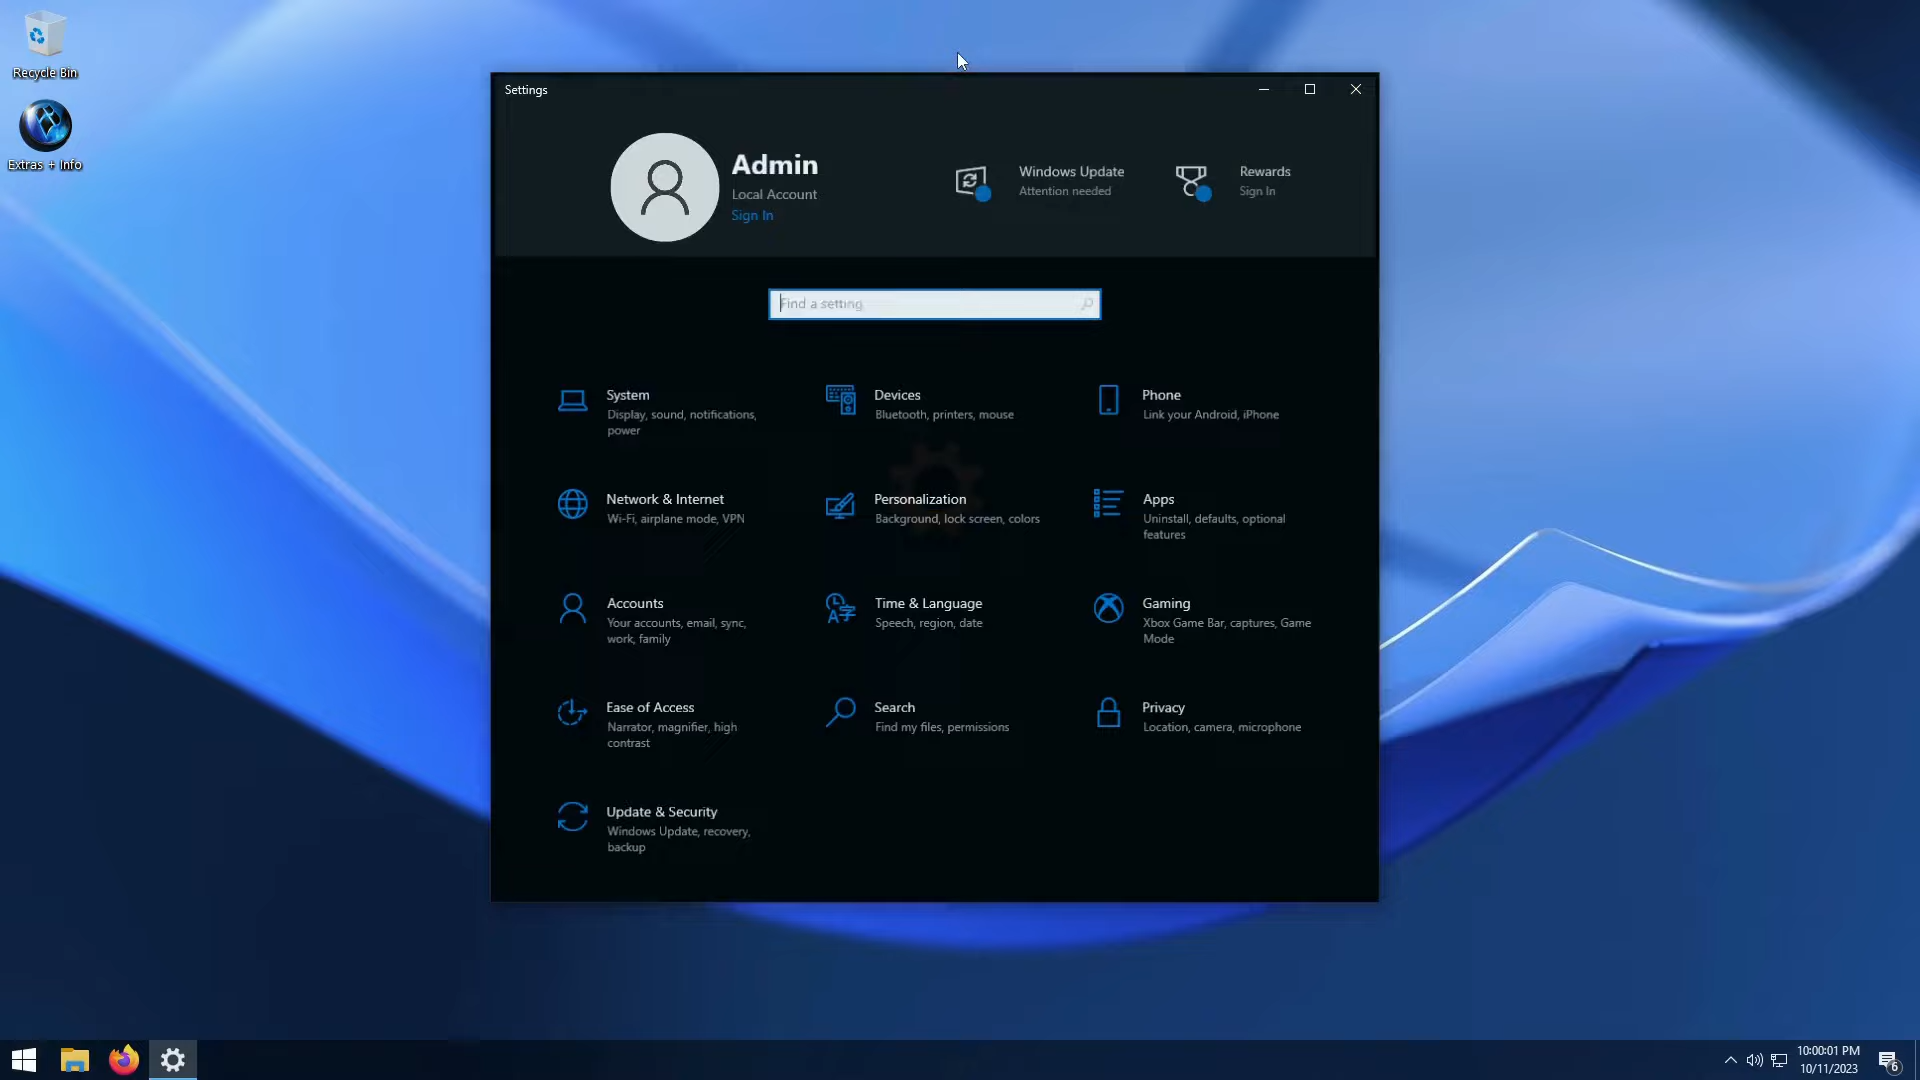 Recycle Bin
Extras + Info
Settings
Admin
Local Account
Sign In
Windows Update
Attention needed
Rewards
Sign In
Find a setting
System
Display, sound, notifications,
power
Devices
Bluetooth, printers, mouse
Phone
Link your Android, iPhone
Network & Internet
Wi-Fi, airplane mode, VPN
Personalization
Background, lock screen, colors
Apps
Uninstall, defaults, optional
features
Accounts
Your accounts, email, sync,
work, family
Time & Language
Speech, region, date
Gaming
Xbox Game Bar, captures, Game
Mode
Ease of Access
Narrator, magnifier, high
contrast
Search
Find my files, permissions
Privacy
Location, camera, microphone
Update & Security
Windows Update, recovery,
backup
10:00:01 PM
10/11/2023
6